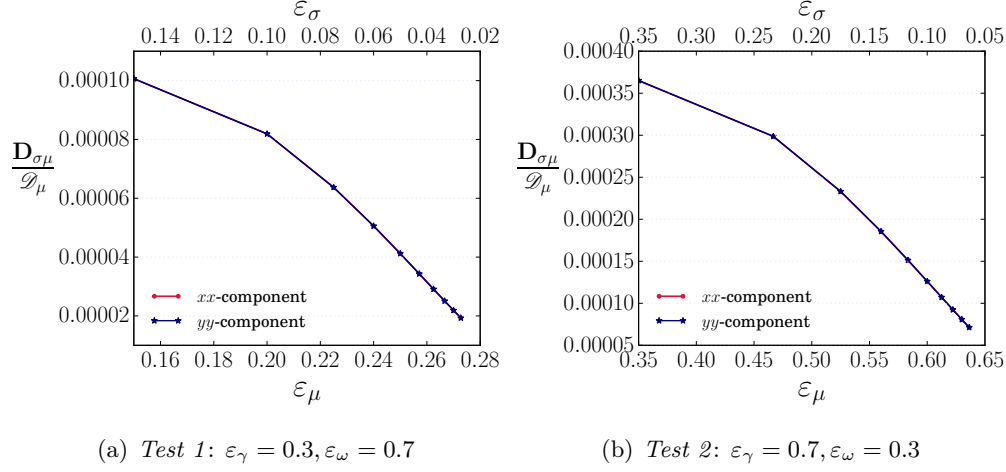 ε_σ
0.14 0.12 0.10 0.08 0.06 0.04 0.02
0.00010
0.00008
0.00006
0.00004
0.00002
D_σμ
𝒟_μ
xx-component
yy-component
0.16 0.18 0.20 0.22 0.24 0.26 0.28
ε_μ
(a) Test 1: ε_γ = 0.3, ε_ω = 0.7
ε_σ
0.35 0.30 0.25 0.20 0.15 0.10 0.05
0.00040
0.00035
0.00030
0.00025
0.00020
0.00015
0.00010
0.00005
D_σμ
𝒟_μ
xx-component
yy-component
0.35 0.40 0.45 0.50 0.55 0.60 0.65
ε_μ
(b) Test 2: ε_γ = 0.7, ε_ω = 0.3